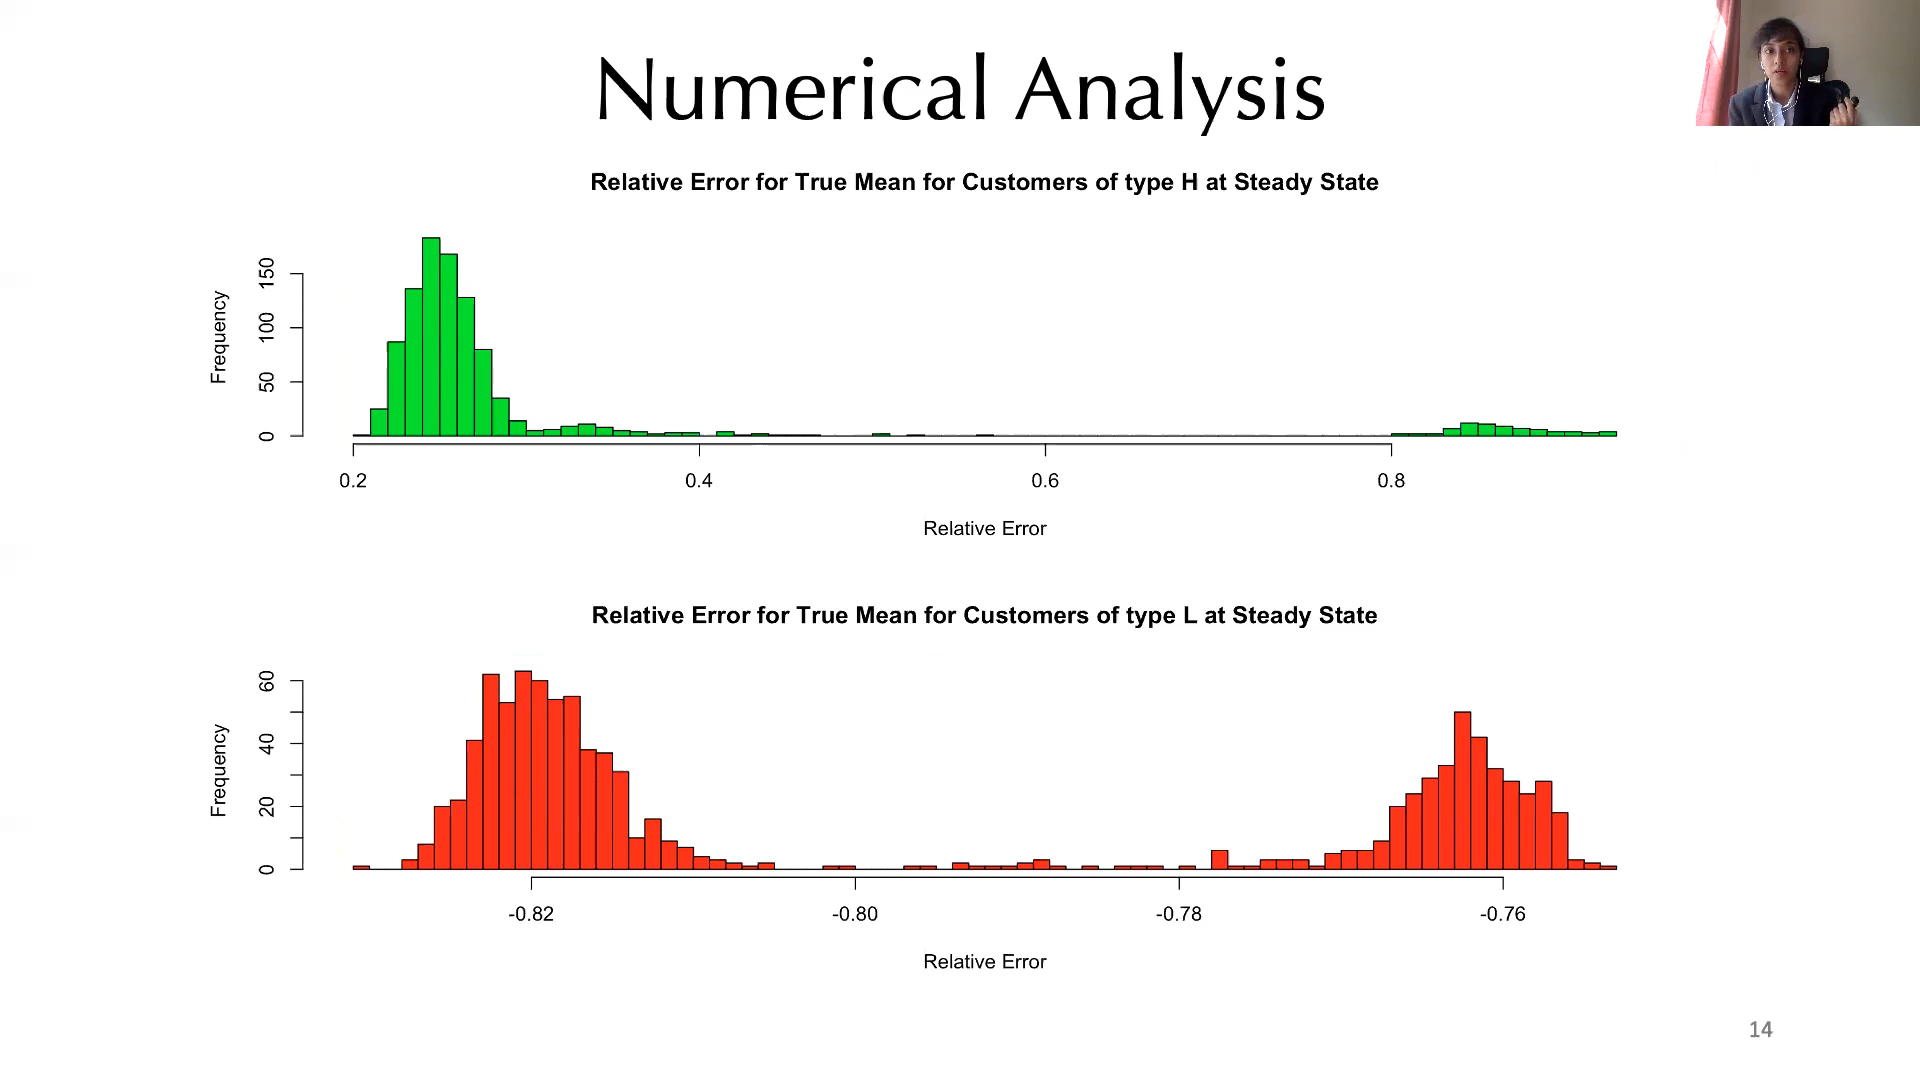 Numerical Analysis
Relative Error for True Mean for Customers of type H at Steady State
Frequency
150
100
50
0
0.2 0.4 0.6 0.8
Relative Error
Relative Error for True Mean for Customers of type L at Steady State
Frequency
60
40
20
0
-0.82 -0.80 -0.78 -0.76
Relative Error
14